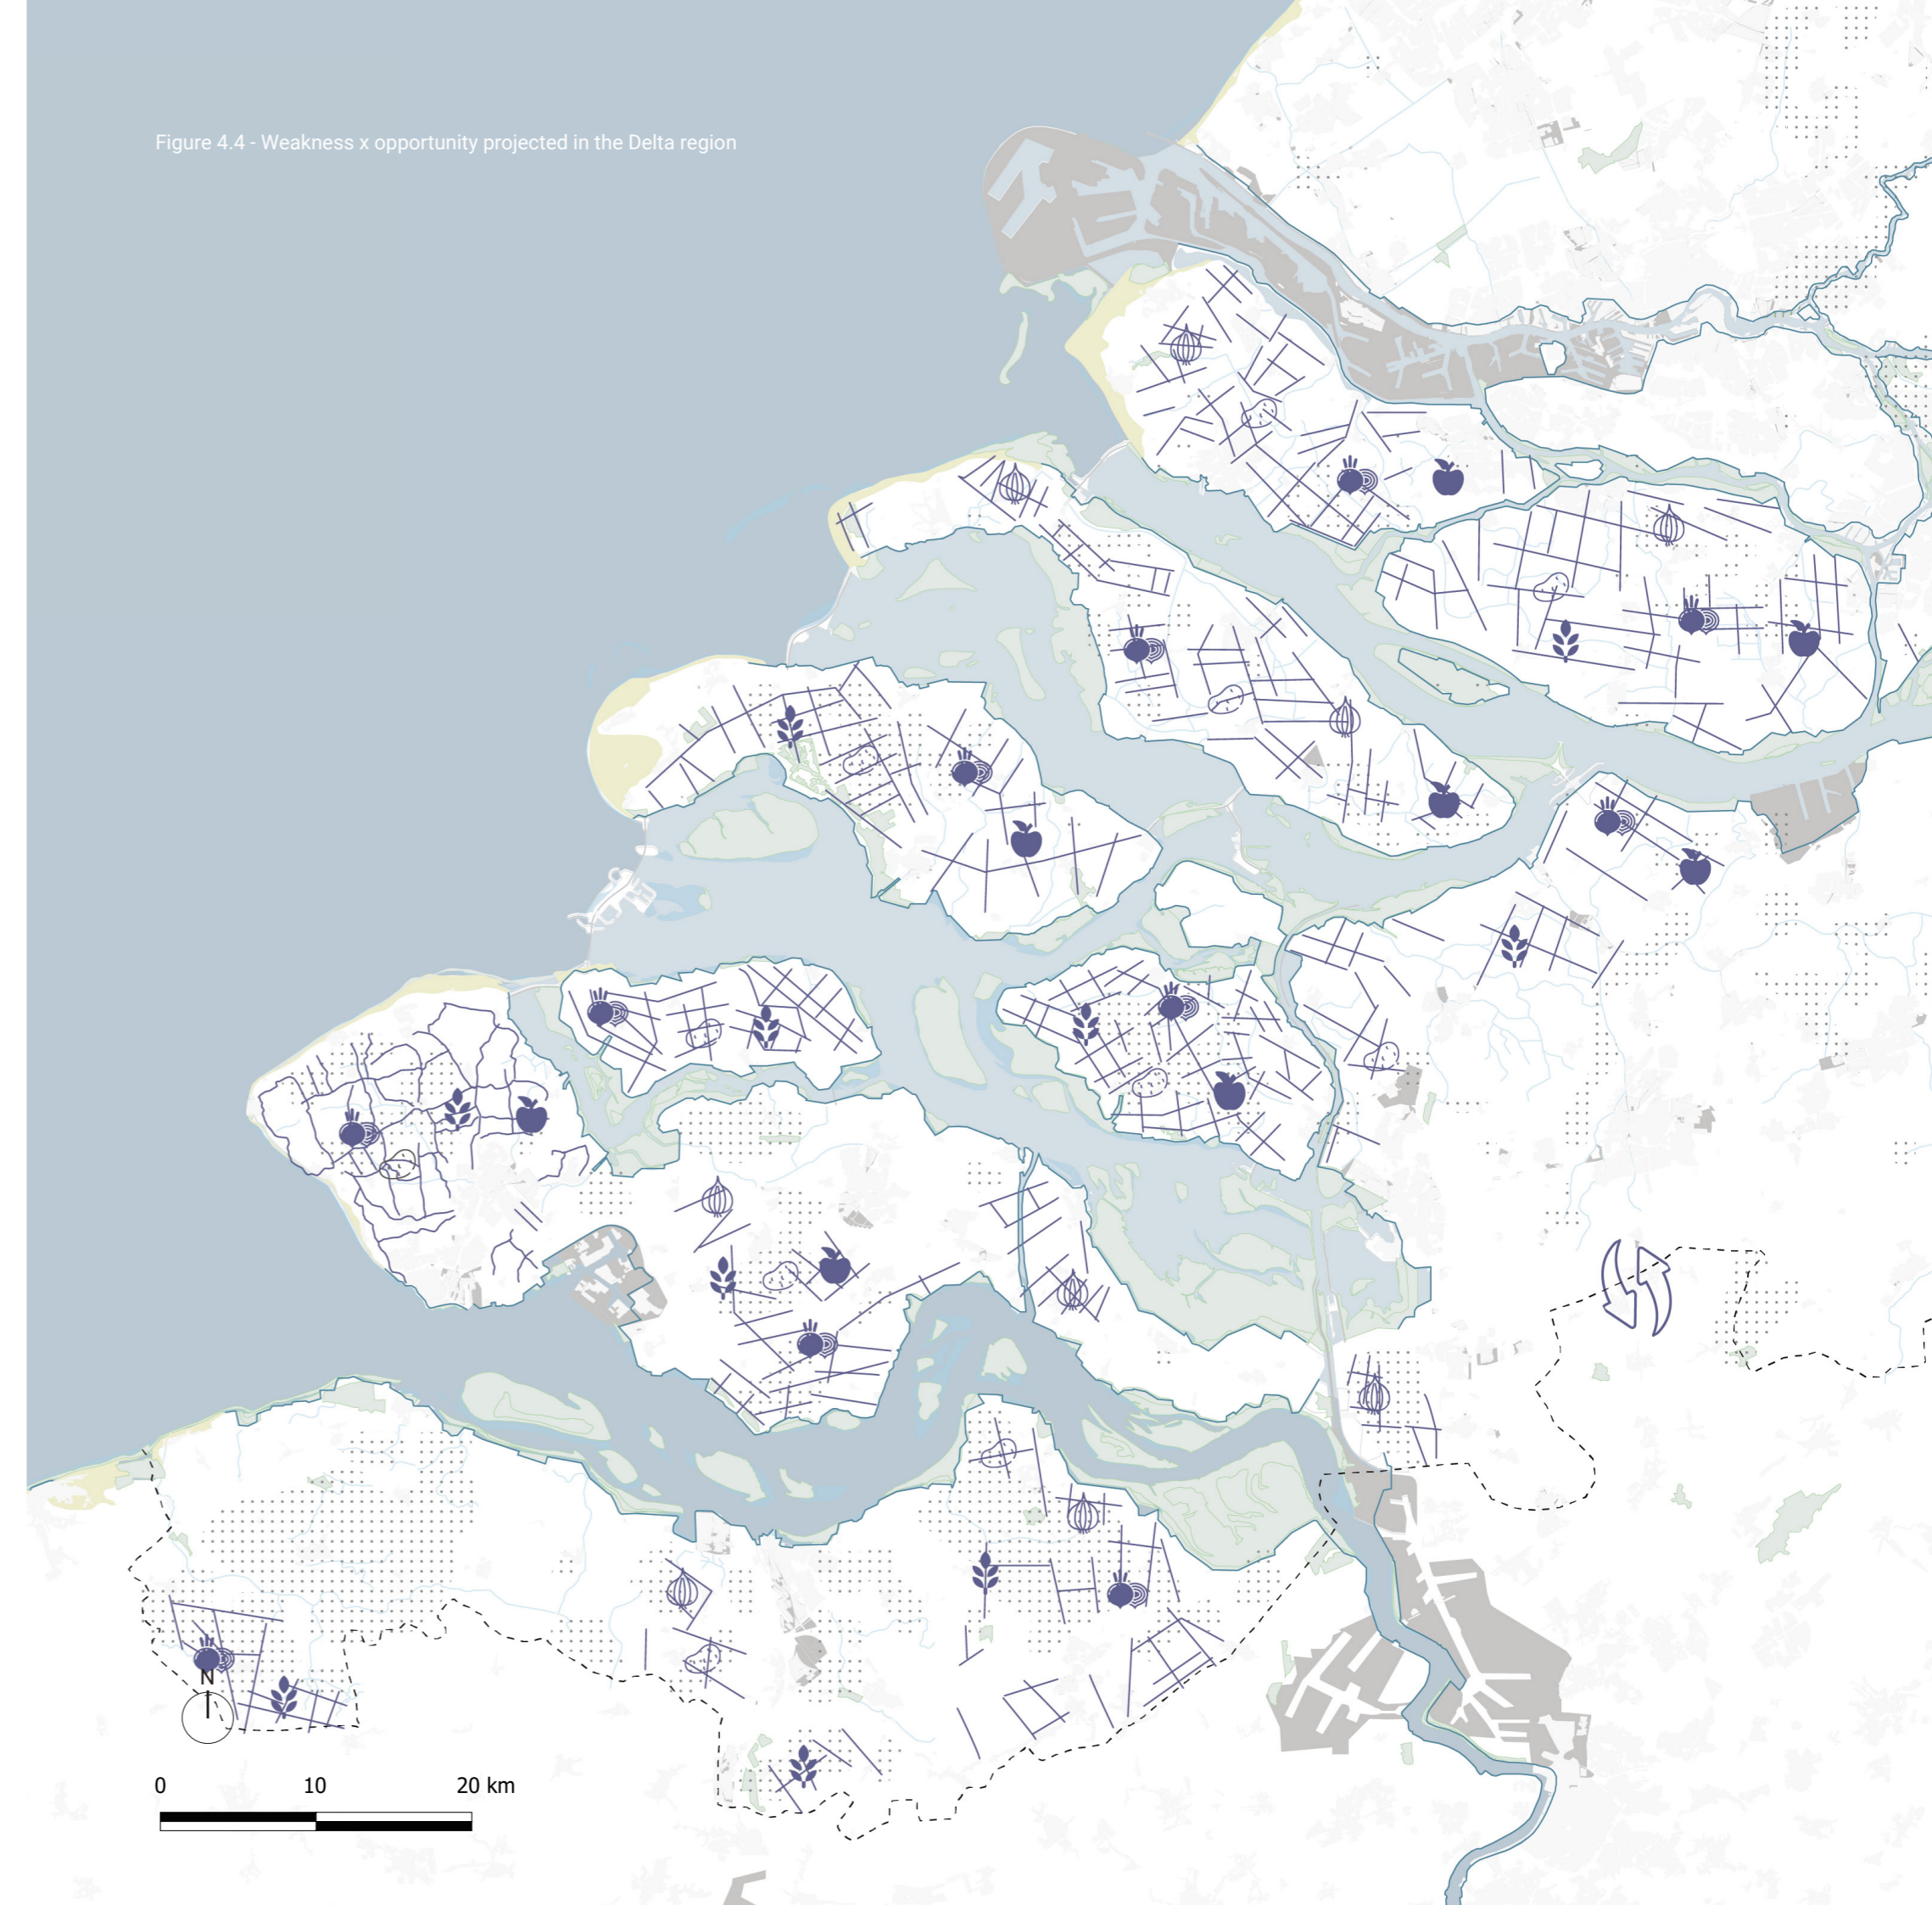 Figure 4.4 - Weakness x opportunity projected in the Delta region
N
0 10 20 km